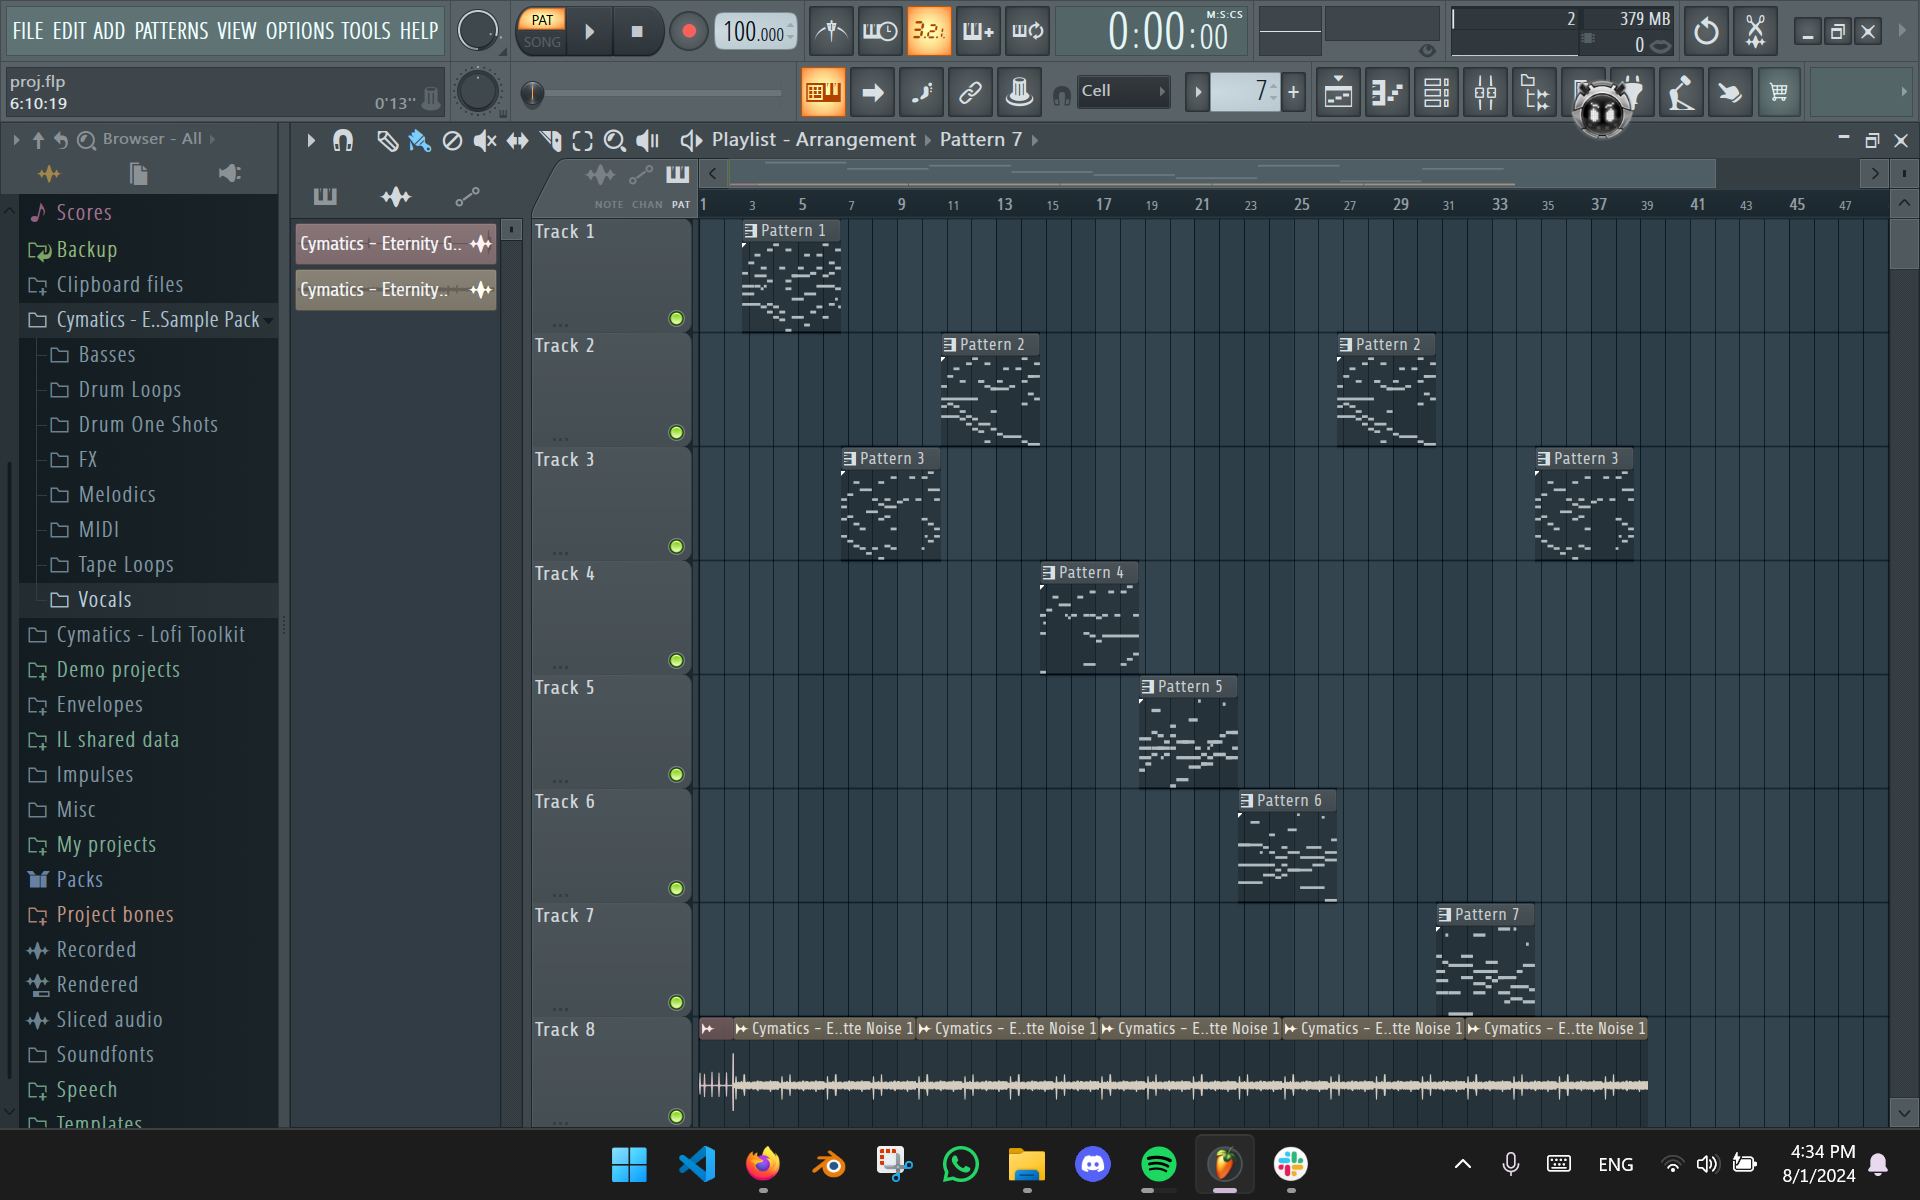 FILE EDIT ADD PATTERNS VIEW OPTIONS TOOLS HELP
PAT
SONG
100.000
3.2.
0:00:00
M:S:CS
2
379 MB
0
proj.flp
6:10:19
0'13''
Cell
7
Browser - All
Playlist - Arrangement › Pattern 7
NOTE CHAN PAT
1 3 5 7 9 11 13 15 17 19 21 23 25 27 29 31 33 35 37 39 41 43 45 47
Scores
Backup
Clipboard files
Cymatics - E..Sample Pack
Basses
Drum Loops
Drum One Shots
FX
Melodics
MIDI
Tape Loops
Vocals
Cymatics - Lofi Toolkit
Demo projects
Envelopes
IL shared data
Impulses
Misc
My projects
Packs
Project bones
Recorded
Rendered
Sliced audio
Soundfonts
Speech
Templates
Cymatics - Eternity G..
Cymatics - Eternity..
Track 1
Pattern 1
Track 2
Pattern 2
Pattern 2
Track 3
Pattern 3
Pattern 3
Track 4
Pattern 4
Track 5
Pattern 5
Track 6
Pattern 6
Track 7
Pattern 7
Track 8
Cymatics - E..tte Noise 1
Cymatics - E..tte Noise 1
Cymatics - E..tte Noise 1
Cymatics - E..tte Noise 1
Cymatics - E..tte Noise 1
ENG
4:34 PM
8/1/2024